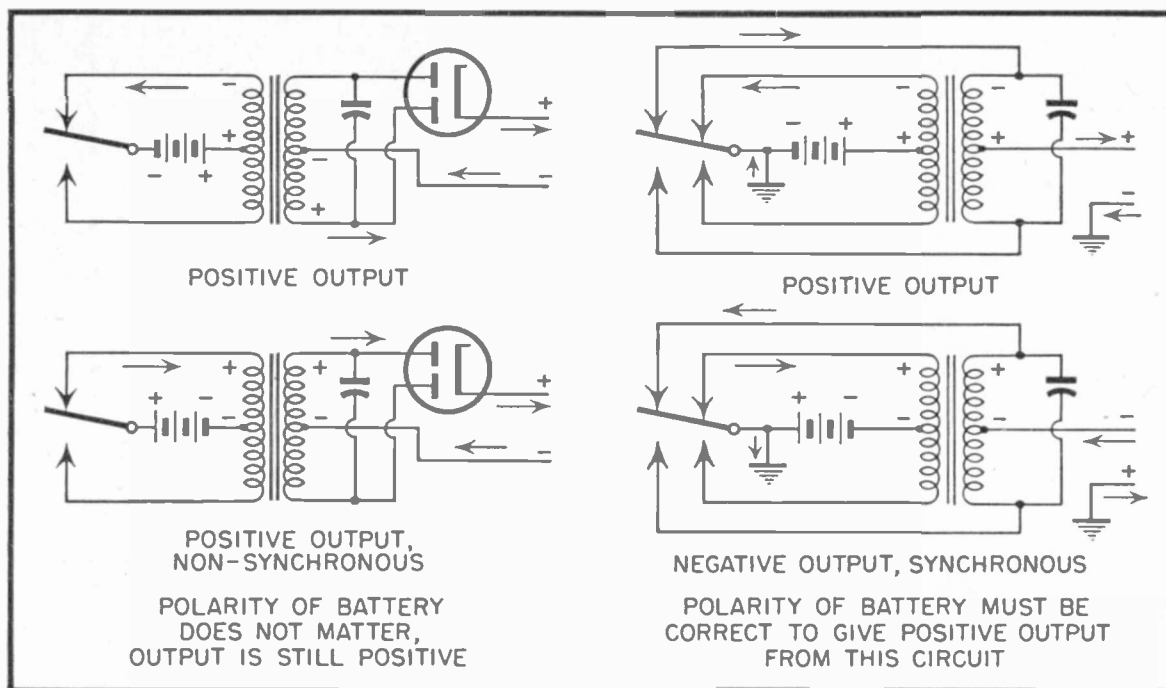 POSITIVE OUTPUT
POSITIVE OUTPUT
POSITIVE OUTPUT,
NON-SYNCHRONOUS
POLARITY OF BATTERY
DOES NOT MATTER,
OUTPUT IS STILL POSITIVE
NEGATIVE OUTPUT, SYNCHRONOUS
POLARITY OF BATTERY MUST BE
CORRECT TO GIVE POSITIVE OUTPUT
FROM THIS CIRCUIT